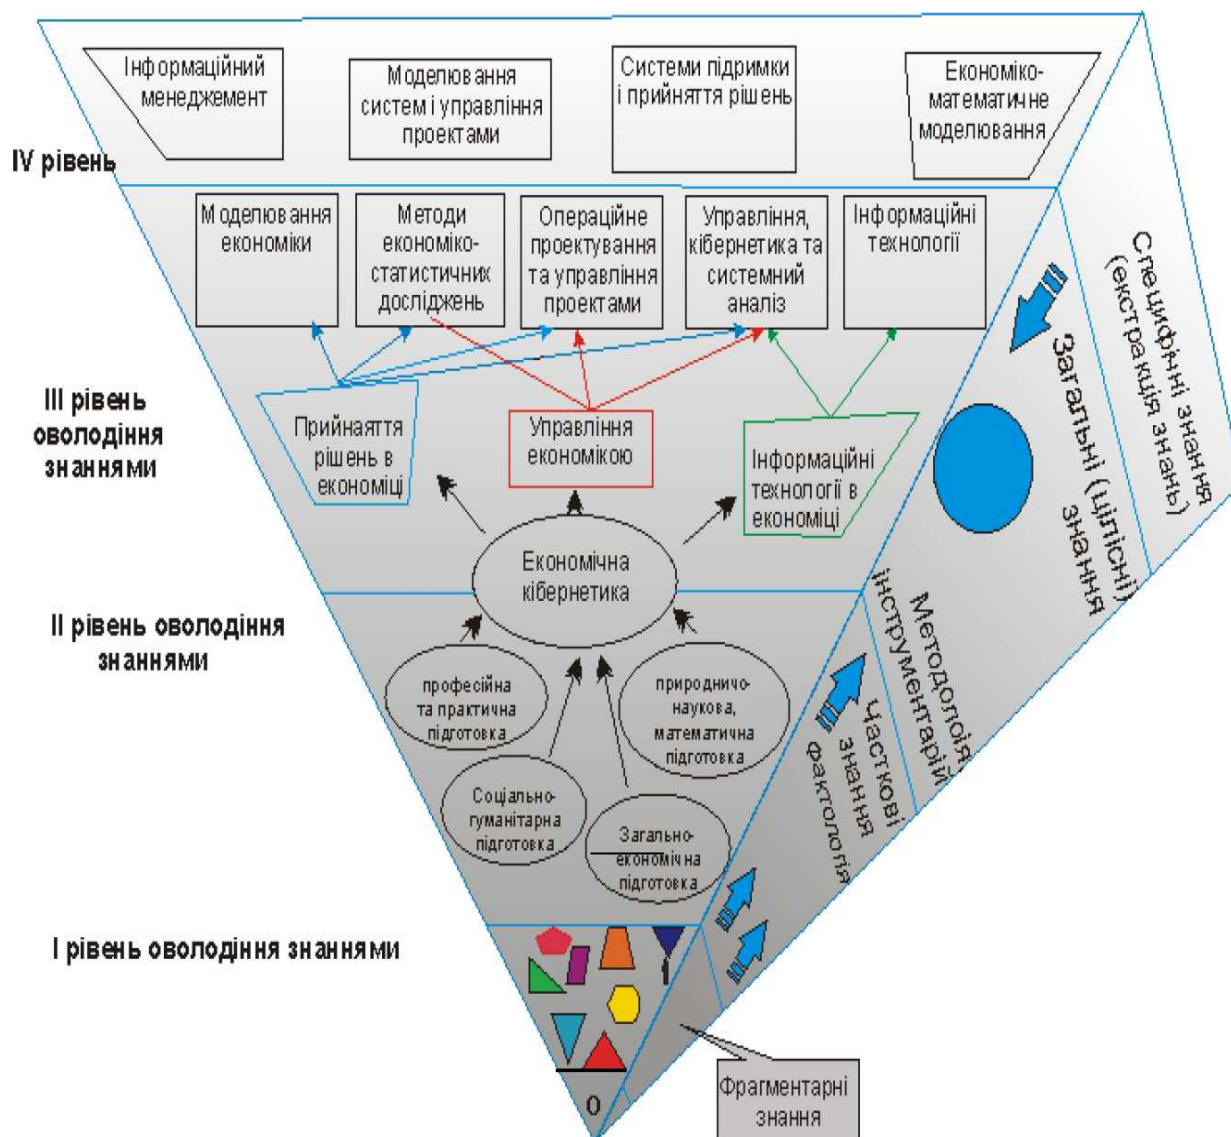 Інформаційний
менеджемент
Моделювання
систем і управління
проектами
Системи підримки
і прийняття рішень
Економіко-
математичне
моделювання
IV рівень
Моделювання
економіки
Методи
економіко-
статистичних
досліджень
Операційне
проектування
та управління
проектами
Управління,
кібернетика та
системний
аналіз
Інформаційні
технології
Специфічні знання
(екстракція знань)
Загальні (цілісні)
знання
III рівень
оволодіння
знаннями
Прийнаяття
рішень в
економіці
Управління
економікою
Інформаційні
технології в
економіці
Економічна
кібернетика
II рівень оволодіння
знаннями
Методолоія
інструментарій
професійна
та практична
підготовка
природничо-
наукова,
математична
підготовка
Часткові
знання
фактологія
Соціально-
гуманітарна
підготовка
Загально-
економічна
підготовка
I рівень оволодіння знаннями
Фрагментарні
знання
0